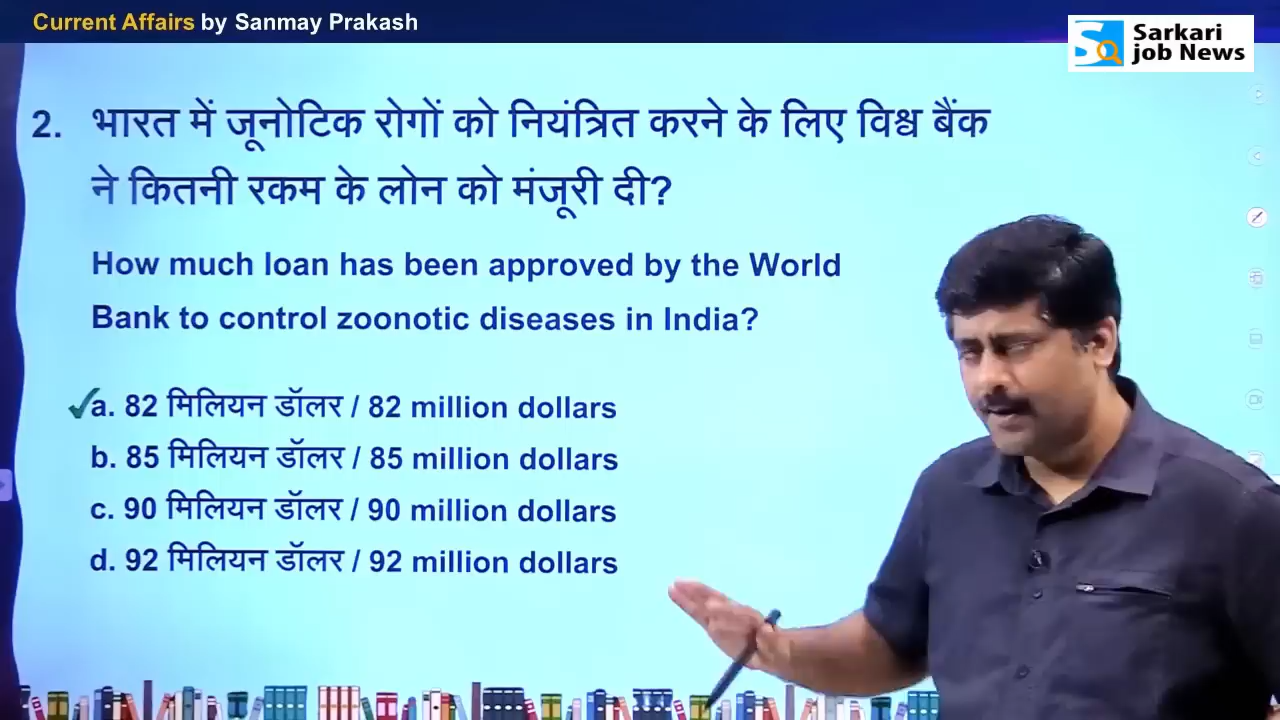 Current Affairs by Sanmay Prakash
Sarkari
job News
2. भारत में जूनोटिक रोगों को नियंत्रित करने के लिए विश्व बैंक
ने कितनी रकम के लोन को मंजूरी दी?
How much loan has been approved by the World
Bank to control zoonotic diseases in India?
a. 82 मिलियन डॉलर / 82 million dollars
b. 85 मिलियन डॉलर / 85 million dollars
c. 90 मिलियन डॉलर / 90 million dollars
d. 92 मिलियन डॉलर / 92 million dollars